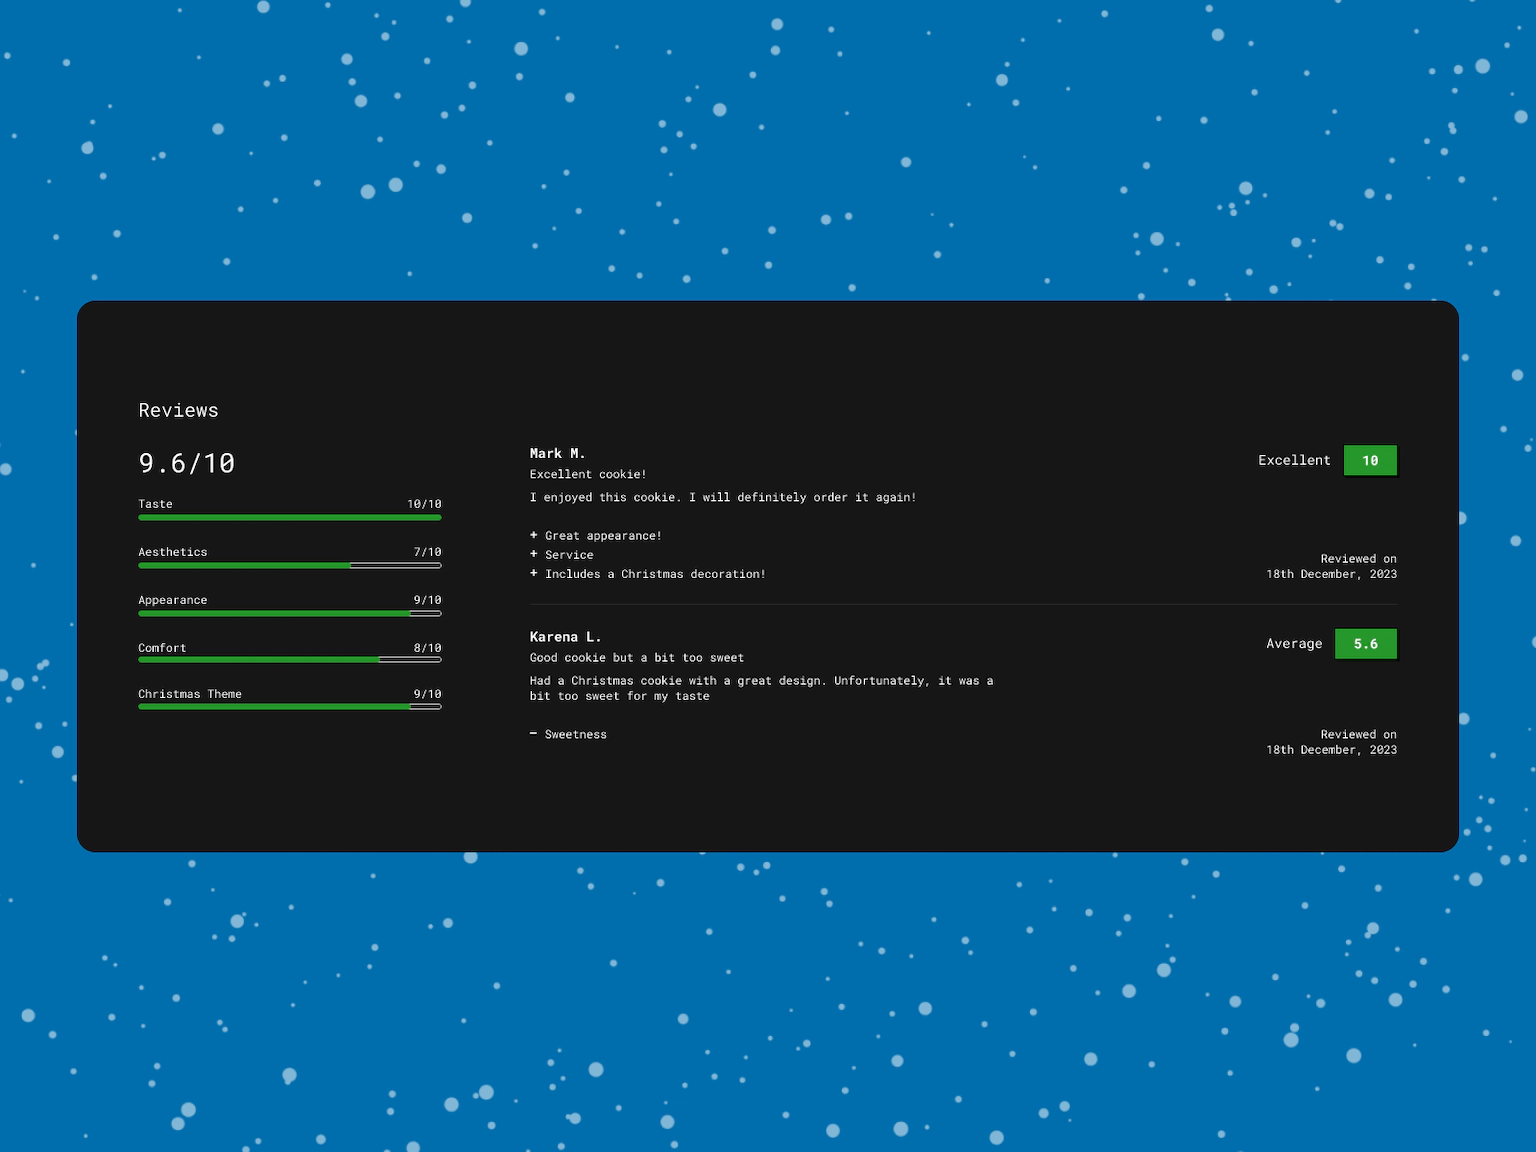 Reviews
9.6/10
Taste 10/10
Aesthetics 7/10
Appearance 9/10
Comfort 8/10
Christmas Theme 9/10
Mark M.
Excellent cookie!
I enjoyed this cookie. I will definitely order it again!
+ Great appearance!
+ Service
+ Includes a Christmas decoration!
Excellent 10
Reviewed on
18th December, 2023
Karena L.
Good cookie but a bit too sweet
Had a Christmas cookie with a great design. Unfortunately, it was a
bit too sweet for my taste
− Sweetness
Average 5.6
Reviewed on
18th December, 2023